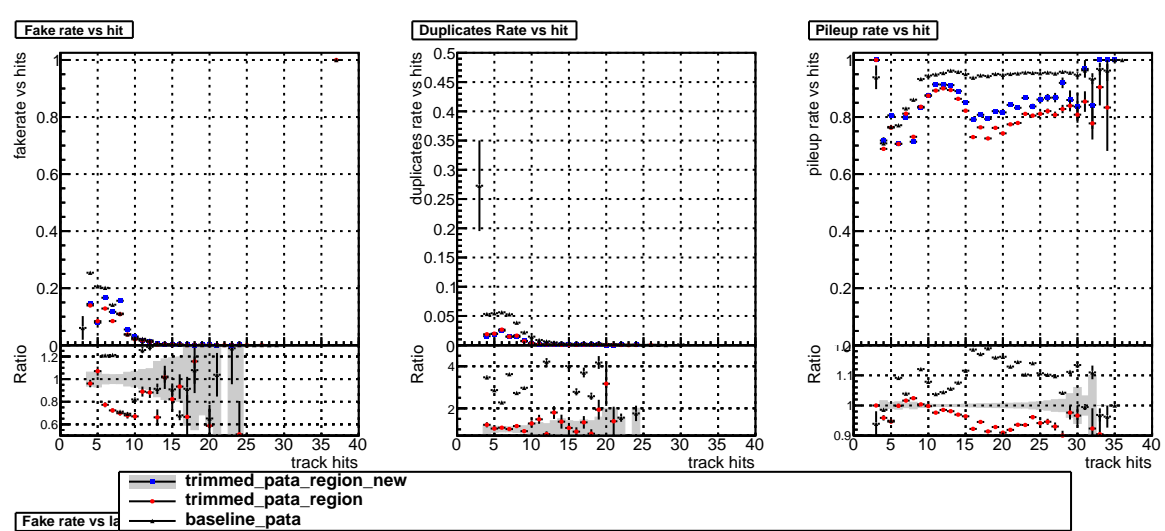 Fake rate vs hit
Duplicates Rate vs hit
Pileup rate vs hit
fakerate vs hits
1
0.8
0.6
0.4
0.2
0
Ratio
1.2
1
0.8
0.6
0 5 10 15 20 25 30 35 40
track hits
duplicates rate vs hits
0.5
0.45
0.4
0.35
0.3
0.25
0.2
0.15
0.1
0.05
0
Ratio
4
2
0 5 10 15 20 25 30 35 40
track hits
pileup rate vs hits
1
0.8
0.6
0.4
0.2
0
Ratio
1.1
1
0.9
0 5 10 15 20 25 30 35 40
track hits
trimmed_pata_region_new
trimmed_pata_region
baseline_pata
Fake rate vs la